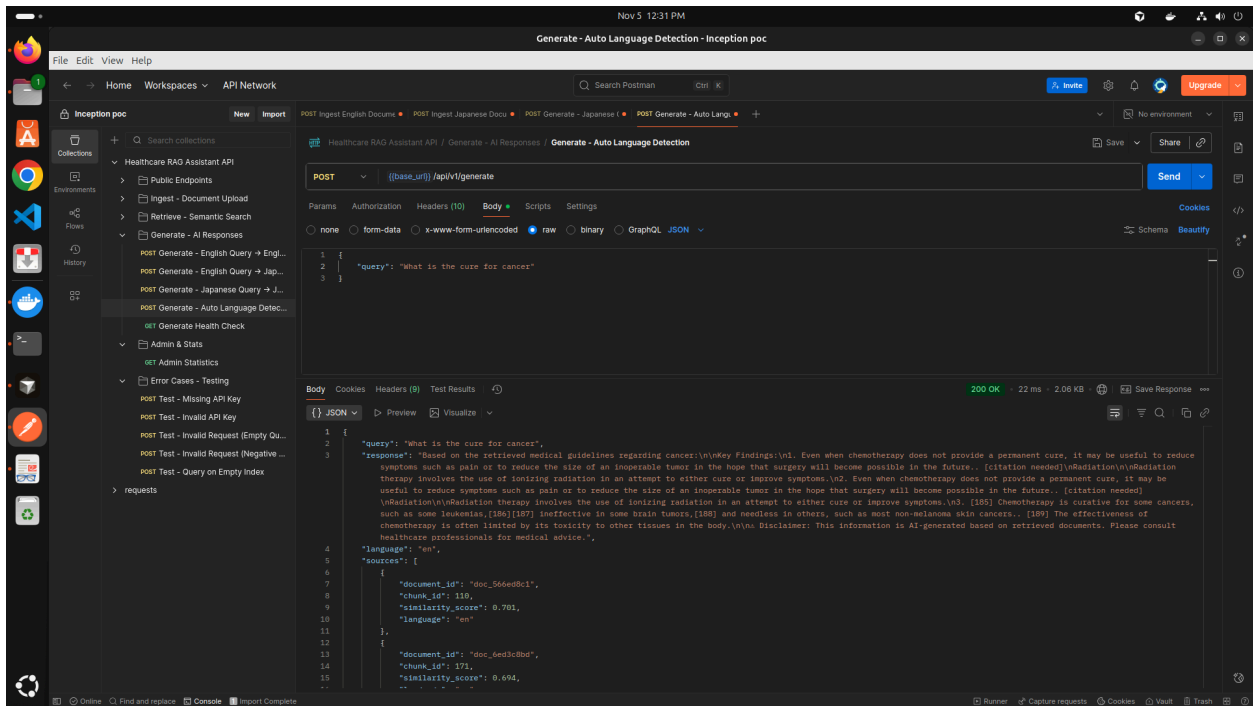 Nov 5 12:31 PM
Generate - Auto Language Detection - Inception poc
File Edit View Help
Home Workspaces API Network
Search Postman Ctrl K
Invite
Upgrade
1
Inception poc New Import
POST Ingest English Docume
POST Ingest Japanese Docu
POST Generate - Japanese (
POST Generate - Auto Langu
No environment
Collections
Environments
Flows
History
Search collections
Healthcare RAG Assistant API
Public Endpoints
Ingest - Document Upload
Retrieve - Semantic Search
Generate - AI Responses
POST Generate - English Query → Engl...
POST Generate - English Query → Jap...
POST Generate - Japanese Query → J...
POST Generate - Auto Language Detec...
GET Generate Health Check
Admin & Stats
GET Admin Statistics
Error Cases - Testing
POST Test - Missing API Key
POST Test - Invalid API Key
POST Test - Invalid Request (Empty Qu...
POST Test - Invalid Request (Negative ...
POST Test - Query on Empty Index
requests
Healthcare RAG Assistant API / Generate - AI Responses / Generate - Auto Language Detection
Save Share
POST {{base_url}} /api/v1/generate
Send
Params Authorization Headers (10) Body Scripts Settings
Cookies
none form-data x-www-form-urlencoded raw binary GraphQL JSON
Schema Beautify
1 {
2 "query": "What is the cure for cancer"
3 }
Body Cookies Headers (9) Test Results
200 OK · 22 ms · 2.06 KB · Save Response
{} JSON Preview Visualize
1 {
2 "query": "What is the cure for cancer",
3 "response": "Based on the retrieved medical guidelines regarding cancer:\n\nKey Findings:\n1. Even when chemotherapy does not provide a permanent cure, it may be useful to reduce
symptoms such as pain or to reduce the size of an inoperable tumor in the hope that surgery will become possible in the future.. [citation needed]\nRadiation\n\nRadiation
therapy involves the use of ionizing radiation in an attempt to either cure or improve symptoms.\n2. Even when chemotherapy does not provide a permanent cure, it may be
useful to reduce symptoms such as pain or to reduce the size of an inoperable tumor in the hope that surgery will become possible in the future.. [citation needed]
\nRadiation\n\nRadiation therapy involves the use of ionizing radiation in an attempt to either cure or improve symptoms.\n3. [185] Chemotherapy is curative for some cancers,
such as some leukemias,[186][187] ineffective in some brain tumors,[188] and needless in others, such as most non-melanoma skin cancers.. [189] The effectiveness of
chemotherapy is often limited by its toxicity to other tissues in the body.\n\n⚠ Disclaimer: This information is AI-generated based on retrieved documents. Please consult
healthcare professionals for medical advice.",
4 "language": "en",
5 "sources": [
6 {
7 "document_id": "doc_566ed8c1",
8 "chunk_id": 110,
9 "similarity_score": 0.701,
10 "language": "en"
11 },
12 {
13 "document_id": "doc_6ed3c8bd",
14 "chunk_id": 171,
15 "similarity_score": 0.694,
Online Find and replace Console Import Complete
Runner Capture requests Cookies Vault Trash